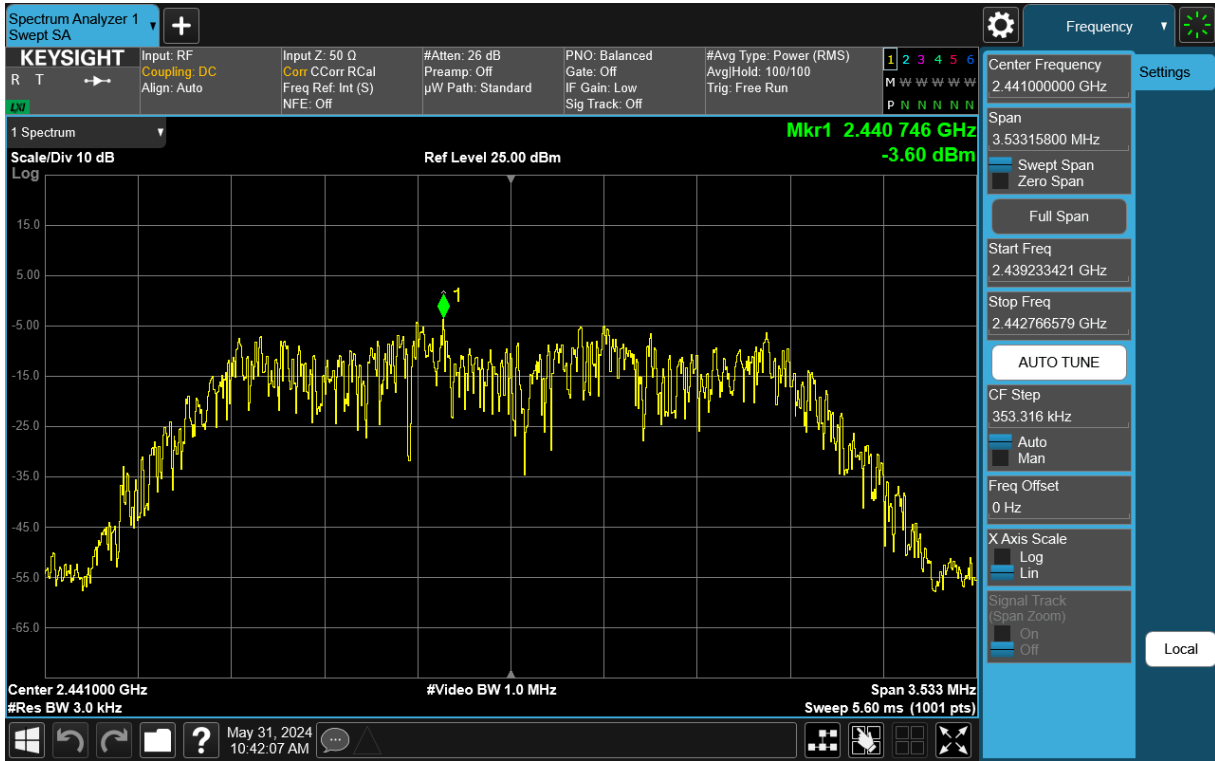 Spectrum Analyzer 1
Swept SA
Frequency
KEYSIGHT
R T
LXI
Input: RF
Coupling: DC
Align: Auto
Input Z: 50 Ω
Corr CCorr RCal
Freq Ref: Int (S)
NFE: Off
#Atten: 26 dB
Preamp: Off
µW Path: Standard
PNO: Balanced
Gate: Off
IF Gain: Low
Sig Track: Off
#Avg Type: Power (RMS)
Avg|Hold: 100/100
Trig: Free Run
1 2 3 4 5 6
M W W W W W
P N N N N N
1 Spectrum
Mkr1 2.440 746 GHz
-3.60 dBm
Scale/Div 10 dB
Ref Level 25.00 dBm
Log
15.0
5.00
-5.00
-15.0
-25.0
-35.0
-45.0
-55.0
-65.0
1
Center 2.441000 GHz
#Video BW 1.0 MHz
Span 3.533 MHz
#Res BW 3.0 kHz
Sweep 5.60 ms (1001 pts)
Center Frequency
2.441000000 GHz
Settings
Span
3.53315800 MHz
Swept Span
Zero Span
Full Span
Start Freq
2.439233421 GHz
Stop Freq
2.442766579 GHz
AUTO TUNE
CF Step
353.316 kHz
Auto
Man
Freq Offset
0 Hz
X Axis Scale
Log
Lin
Signal Track
(Span Zoom)
On
Off
Local
?
May 31, 2024
10:42:07 AM